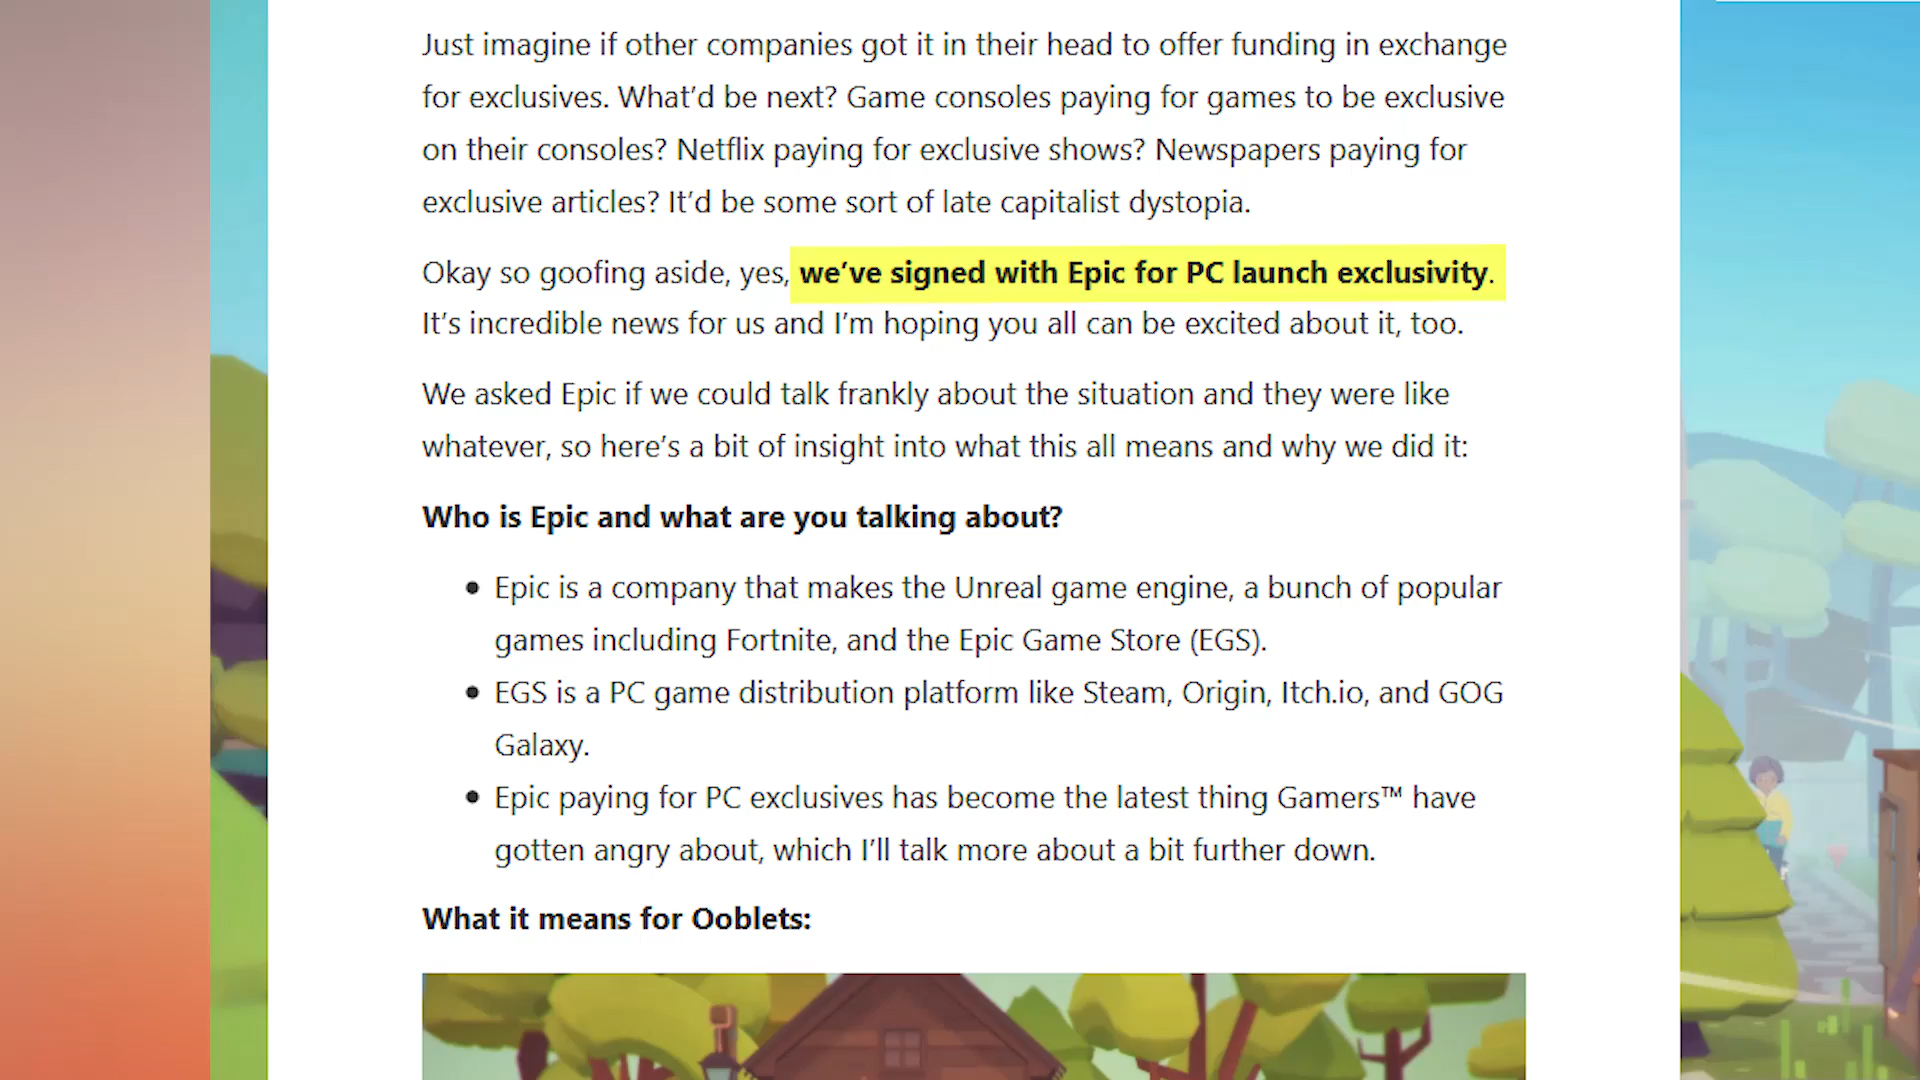 Just imagine if other companies got it in their head to offer funding in exchange
for exclusives. What’d be next? Game consoles paying for games to be exclusive
on their consoles? Netflix paying for exclusive shows? Newspapers paying for
exclusive articles? It’d be some sort of late capitalist dystopia.
Okay so goofing aside, yes, we’ve signed with Epic for PC launch exclusivity.
It’s incredible news for us and I’m hoping you all can be excited about it, too.
We asked Epic if we could talk frankly about the situation and they were like
whatever, so here’s a bit of insight into what this all means and why we did it:
Who is Epic and what are you talking about?
• Epic is a company that makes the Unreal game engine, a bunch of popular
games including Fortnite, and the Epic Game Store (EGS).
• EGS is a PC game distribution platform like Steam, Origin, Itch.io, and GOG
Galaxy.
• Epic paying for PC exclusives has become the latest thing Gamers™ have
gotten angry about, which I’ll talk more about a bit further down.
What it means for Ooblets: